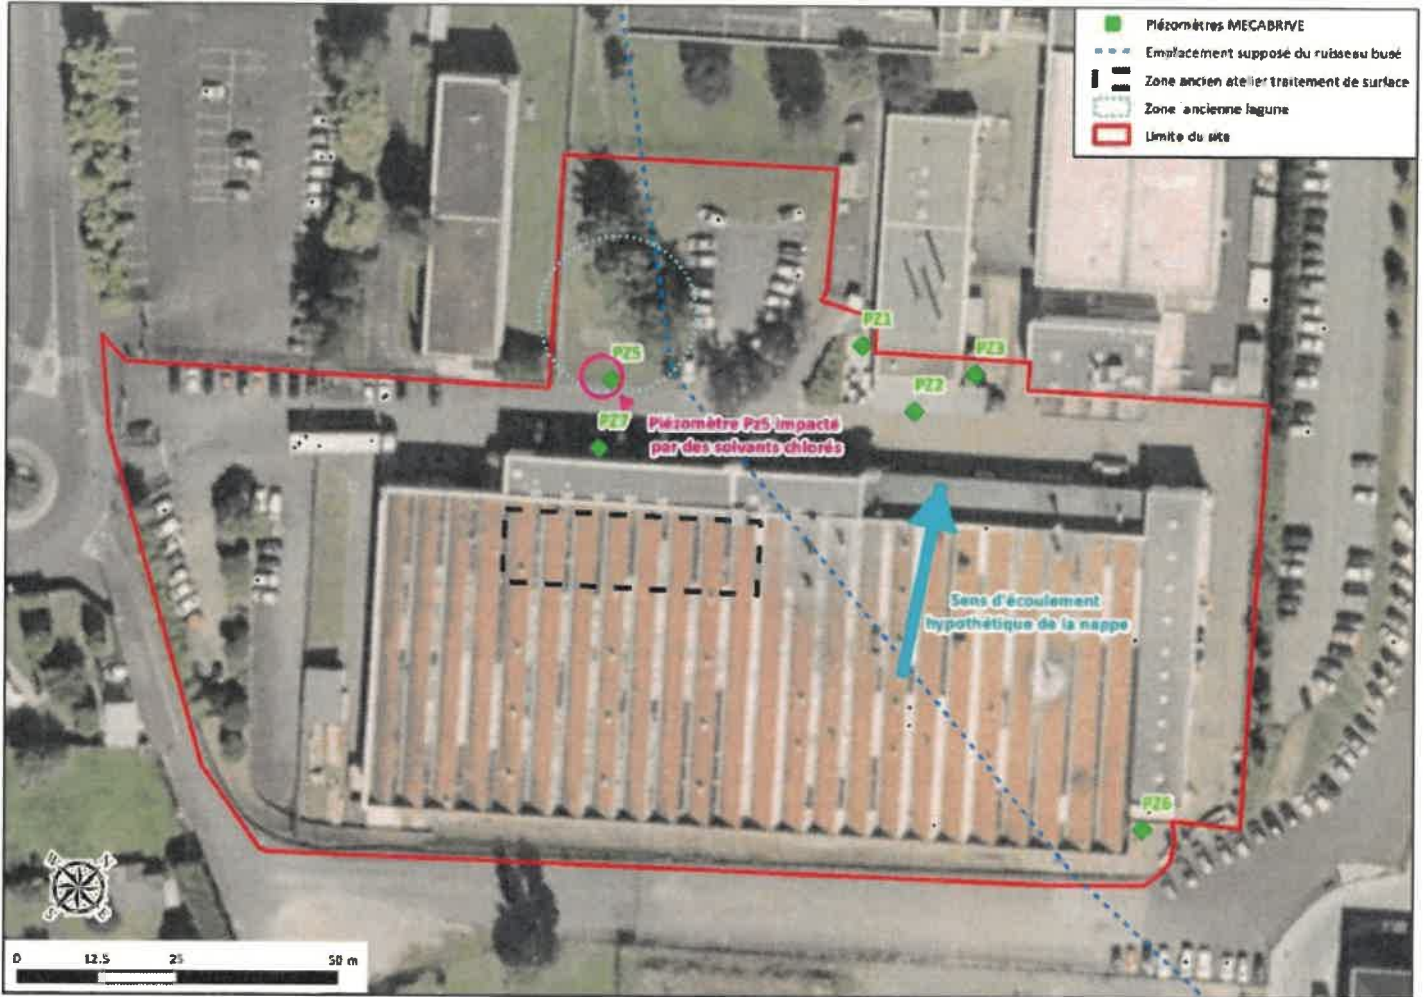 Piézomètres MECABRIVE
Emplacement supposé du ruisseau busé
Zone ancien atelier traitement de surface
Zone ancienne lagune
Limite du site
PZ1
PZ5
PZ3
PZ2
PZ7
Piézomètre Pz5 impacté
par des solvants chlorés
Sens d'écoulement
hypothétique de la nappe
PZ6
0 12.5 25 50 m